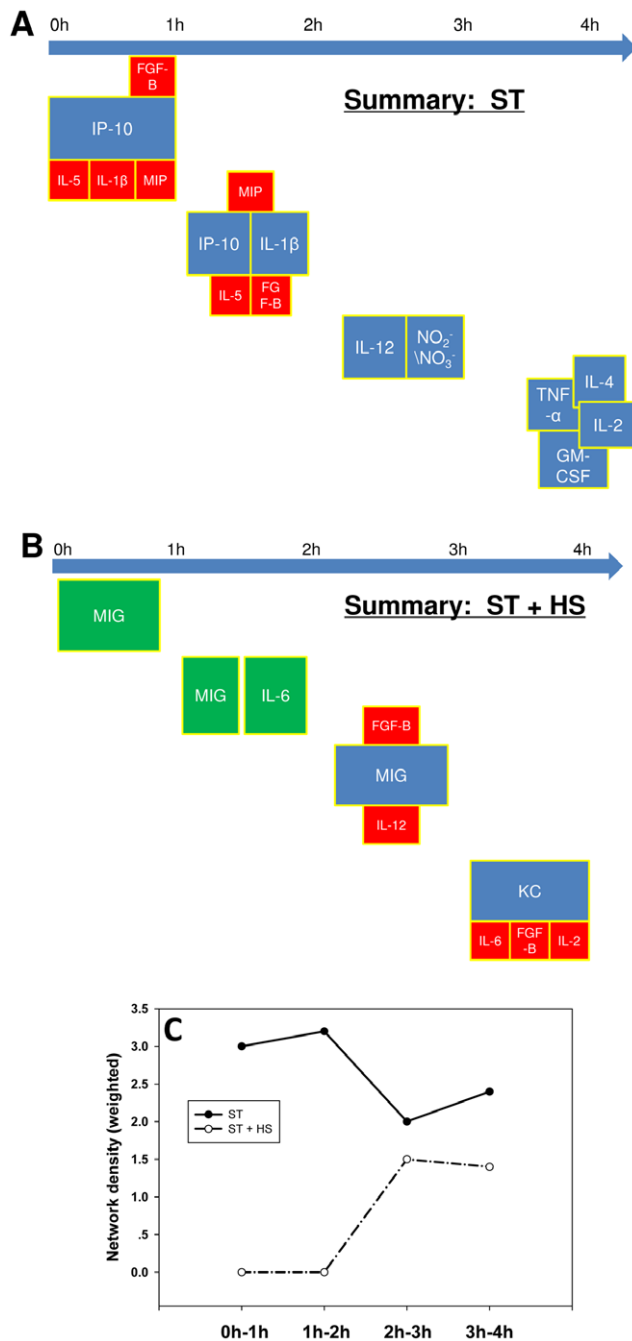 A
0h 1h 2h 3h 4h
Summary: ST
FGF-
B
IP-10
IL-5 IL-1β MIP
MIP
IP-10 IL-1β
IL-5 FG
F-B
IL-12 NO₂⁻
\NO₃⁻
IL-4
TNF
-α
IL-2
GM-
CSF
B
0h 1h 2h 3h 4h
Summary: ST + HS
MIG
MIG IL-6
FGF-B
MIG
IL-12
KC
IL-6 FGF
-B IL-2
C
Network density (weighted)
3.5
3.0
2.5
2.0
1.5
1.0
.5
0.0
ST
ST + HS
0h-1h 1h-2h 2h-3h 3h-4h